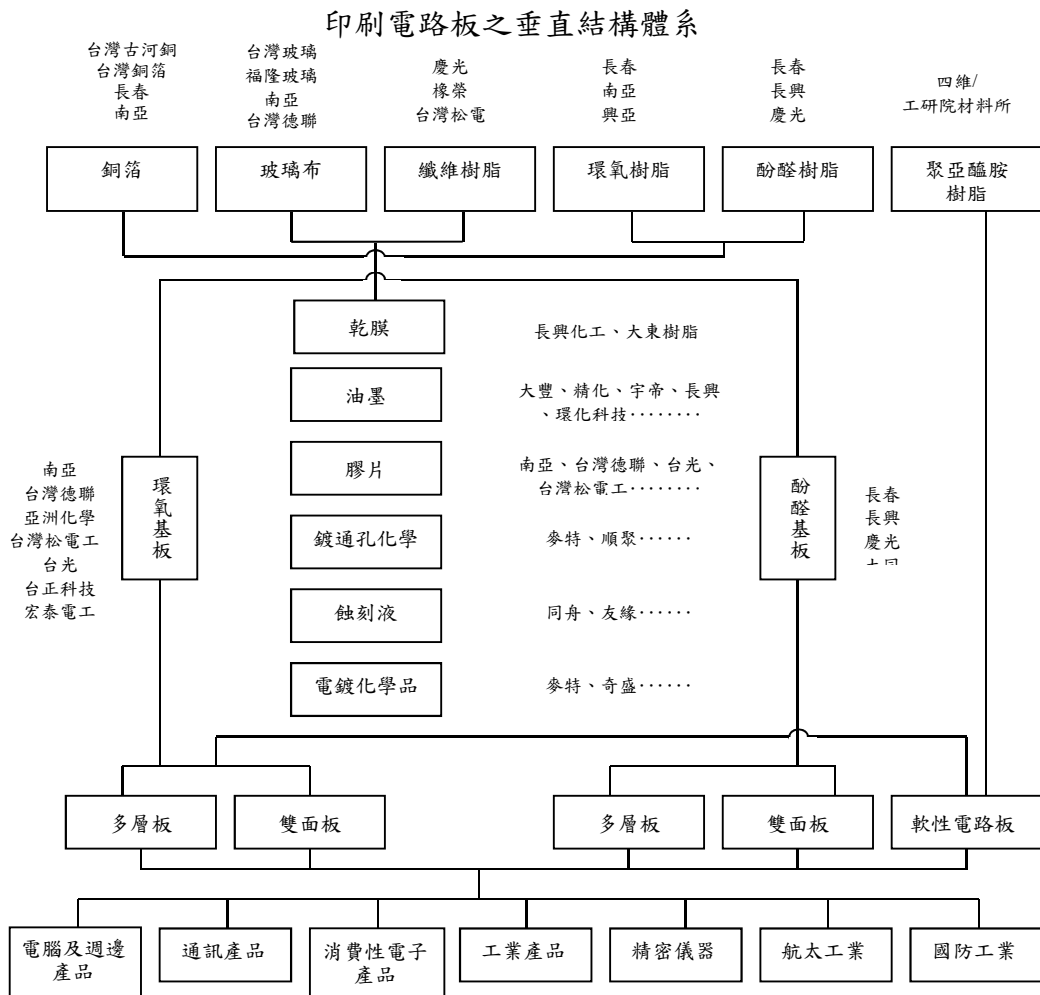 印刷電路板之垂直結構體系
台灣古河銅
台灣銅箔
長春
南亞
台灣玻璃
福隆玻璃
南亞
台灣德聯
慶光
橡榮
台灣松電
長春
南亞
興亞
長春
長興
慶光
四維/
工研院材料所
銅箔
玻璃布
纖維樹脂
環氧樹脂
酚醛樹脂
聚亞醯胺
樹脂
乾膜
長興化工、大東樹脂
油墨
大豐、精化、宇帝、長興
、環化科技‧‧‧‧‧‧‧‧
膠片
南亞、台灣德聯、台光、
台灣松電工‧‧‧‧‧‧‧‧
鍍通孔化學
麥特、順聚‧‧‧‧‧‧
蝕刻液
同舟、友緣‧‧‧‧‧‧
電鍍化學品
麥特、奇盛‧‧‧‧‧‧
南亞
台灣德聯
亞洲化學
台灣松電工
台光
台正科技
宏泰電工
環氧基板
酚醛基板
長春
長興
慶光
多層板
雙面板
多層板
雙面板
軟性電路板
電腦及週邊
產品
通訊產品
消費性電子
產品
工業產品
精密儀器
航太工業
國防工業